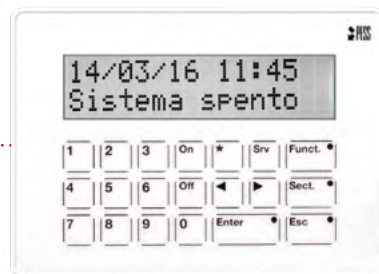 PESS
14/03/16 11:45
Sistema spento
1 2 3 On * Srv Funct.
4 5 6 Off ◄ ► Sect.
7 8 9 0 Enter Esc